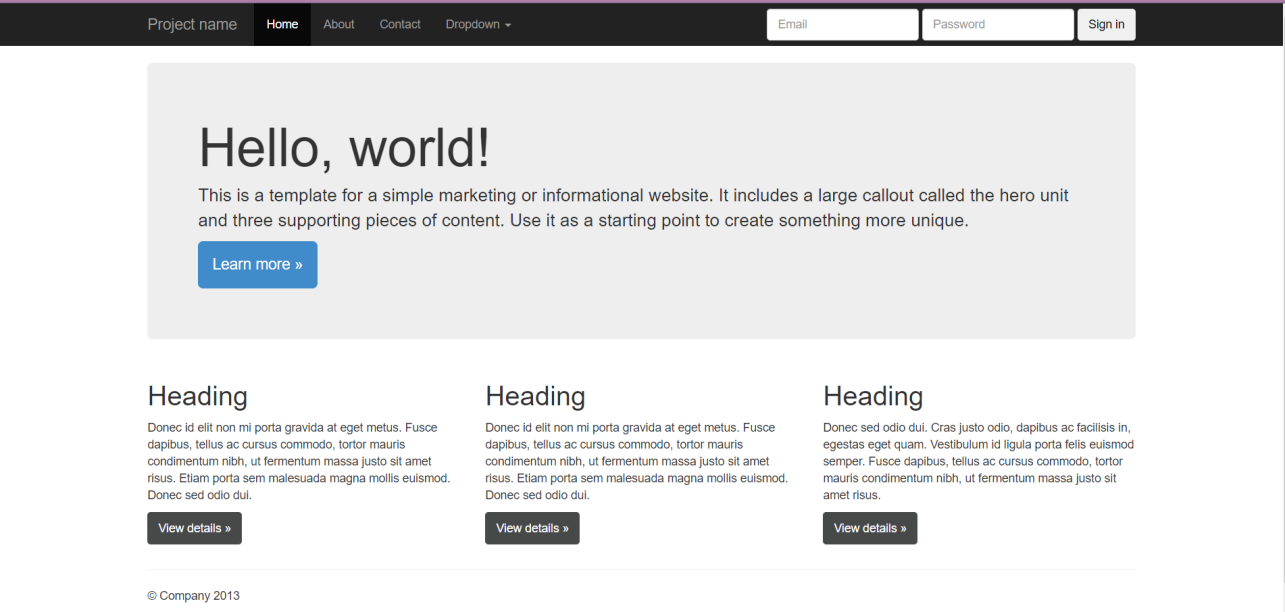 Project name Home About Contact Dropdown Email Password Sign in
Hello, world!
This is a template for a simple marketing or informational website. It includes a large callout called the hero unit
and three supporting pieces of content. Use it as a starting point to create something more unique.
Learn more »
Heading
Donec id elit non mi porta gravida at eget metus. Fusce
dapibus, tellus ac cursus commodo, tortor mauris
condimentum nibh, ut fermentum massa justo sit amet
risus. Etiam porta sem malesuada magna mollis euismod.
Donec sed odio dui.
View details »
Heading
Donec id elit non mi porta gravida at eget metus. Fusce
dapibus, tellus ac cursus commodo, tortor mauris
condimentum nibh, ut fermentum massa justo sit amet
risus. Etiam porta sem malesuada magna mollis euismod.
Donec sed odio dui.
View details »
Heading
Donec sed odio dui. Cras justo odio, dapibus ac facilisis in,
egestas eget quam. Vestibulum id ligula porta felis euismod
semper. Fusce dapibus, tellus ac cursus commodo, tortor
mauris condimentum nibh, ut fermentum massa justo sit
amet risus.
View details »
© Company 2013